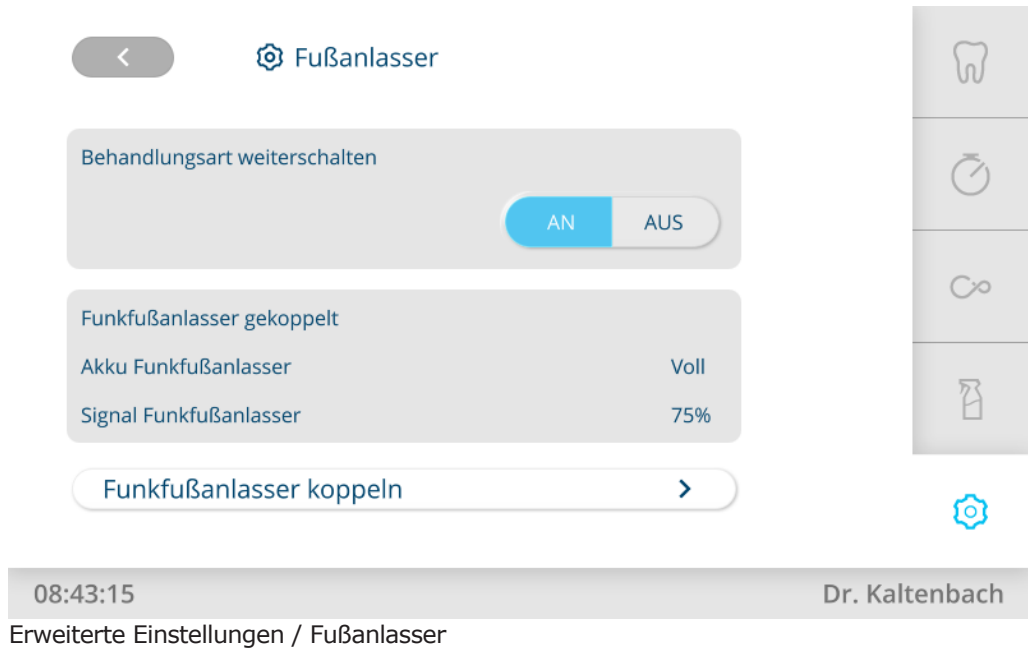 Fußanlasser
Behandlungsart weiterschalten
AN AUS
Funkfußanlasser gekoppelt
Akku Funkfußanlasser Voll
Signal Funkfußanlasser 75%
Funkfußanlasser koppeln
08:43:15 Dr. Kaltenbach
Erweiterte Einstellungen / Fußanlasser